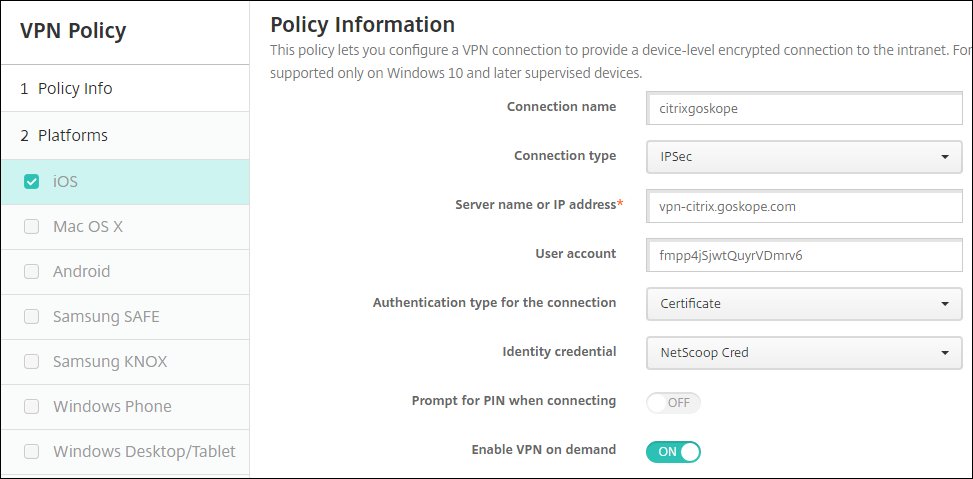 VPN Policy
1 Policy Info
2 Platforms
iOS
Mac OS X
Android
Samsung SAFE
Samsung KNOX
Windows Phone
Windows Desktop/Tablet
Policy Information
This policy lets you configure a VPN connection to provide a device-level encrypted connection to the intranet. For
supported only on Windows 10 and later supervised devices.
Connection name citrixgoskope
Connection type IPSec
Server name or IP address* vpn-citrix.goskope.com
User account fmpp4jSjwtQuyrVDmrv6
Authentication type for the connection Certificate
Identity credential NetScoop Cred
Prompt for PIN when connecting OFF
Enable VPN on demand ON